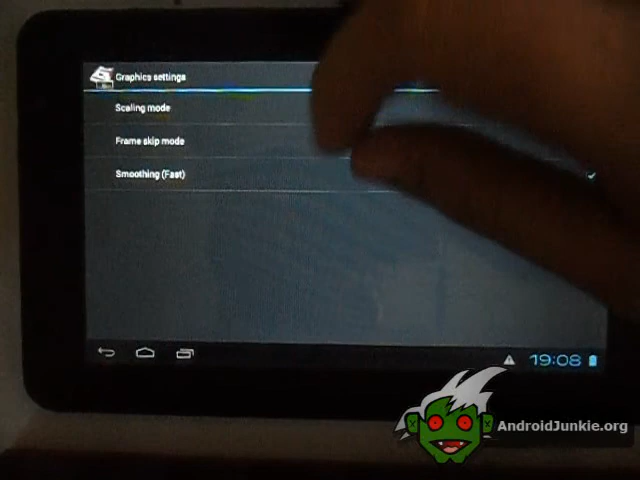 Graphics settings
Scaling mode
Frame skip mode
Smoothing (Fast)
19:08
AndroidJunkie.org